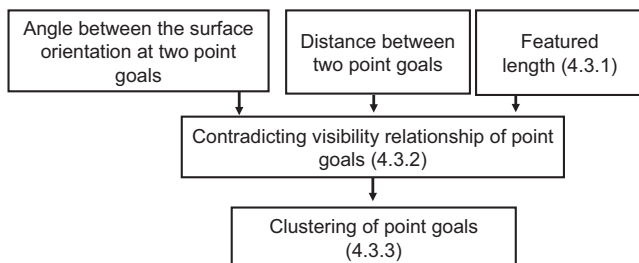 Angle between the surface
orientation at two point
goals
Distance between
two point goals
Featured
length (4.3.1)
Contradicting visibility relationship of point
goals (4.3.2)
Clustering of point goals
(4.3.3)